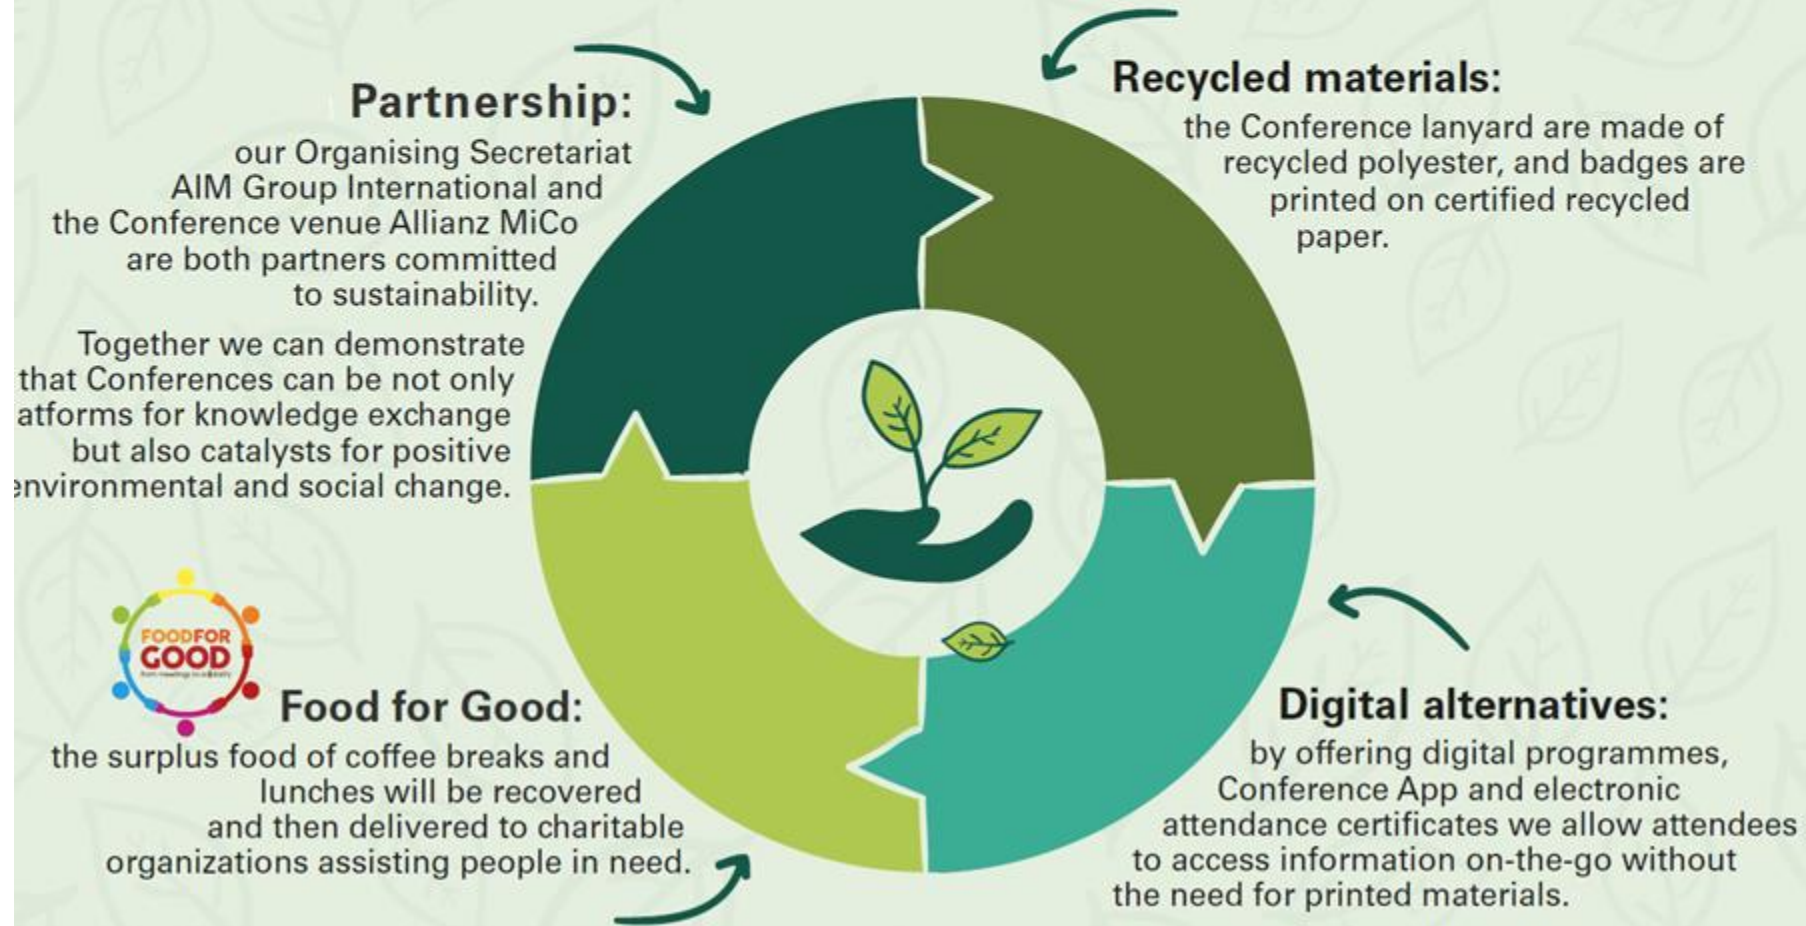 Partnership:
our Organising Secretariat
AIM Group International and
the Conference venue Allianz MiCo
are both partners committed
to sustainability.
Together we can demonstrate
that Conferences can be not only
atforms for knowledge exchange
but also catalysts for positive
environmental and social change.
Recycled materials:
the Conference lanyard are made of
recycled polyester, and badges are
printed on certified recycled
paper.
FOODFOR
GOOD
Food for Good:
the surplus food of coffee breaks and
lunches will be recovered
and then delivered to charitable
organizations assisting people in need.
Digital alternatives:
by offering digital programmes,
Conference App and electronic
attendance certificates we allow attendees
to access information on-the-go without
the need for printed materials.